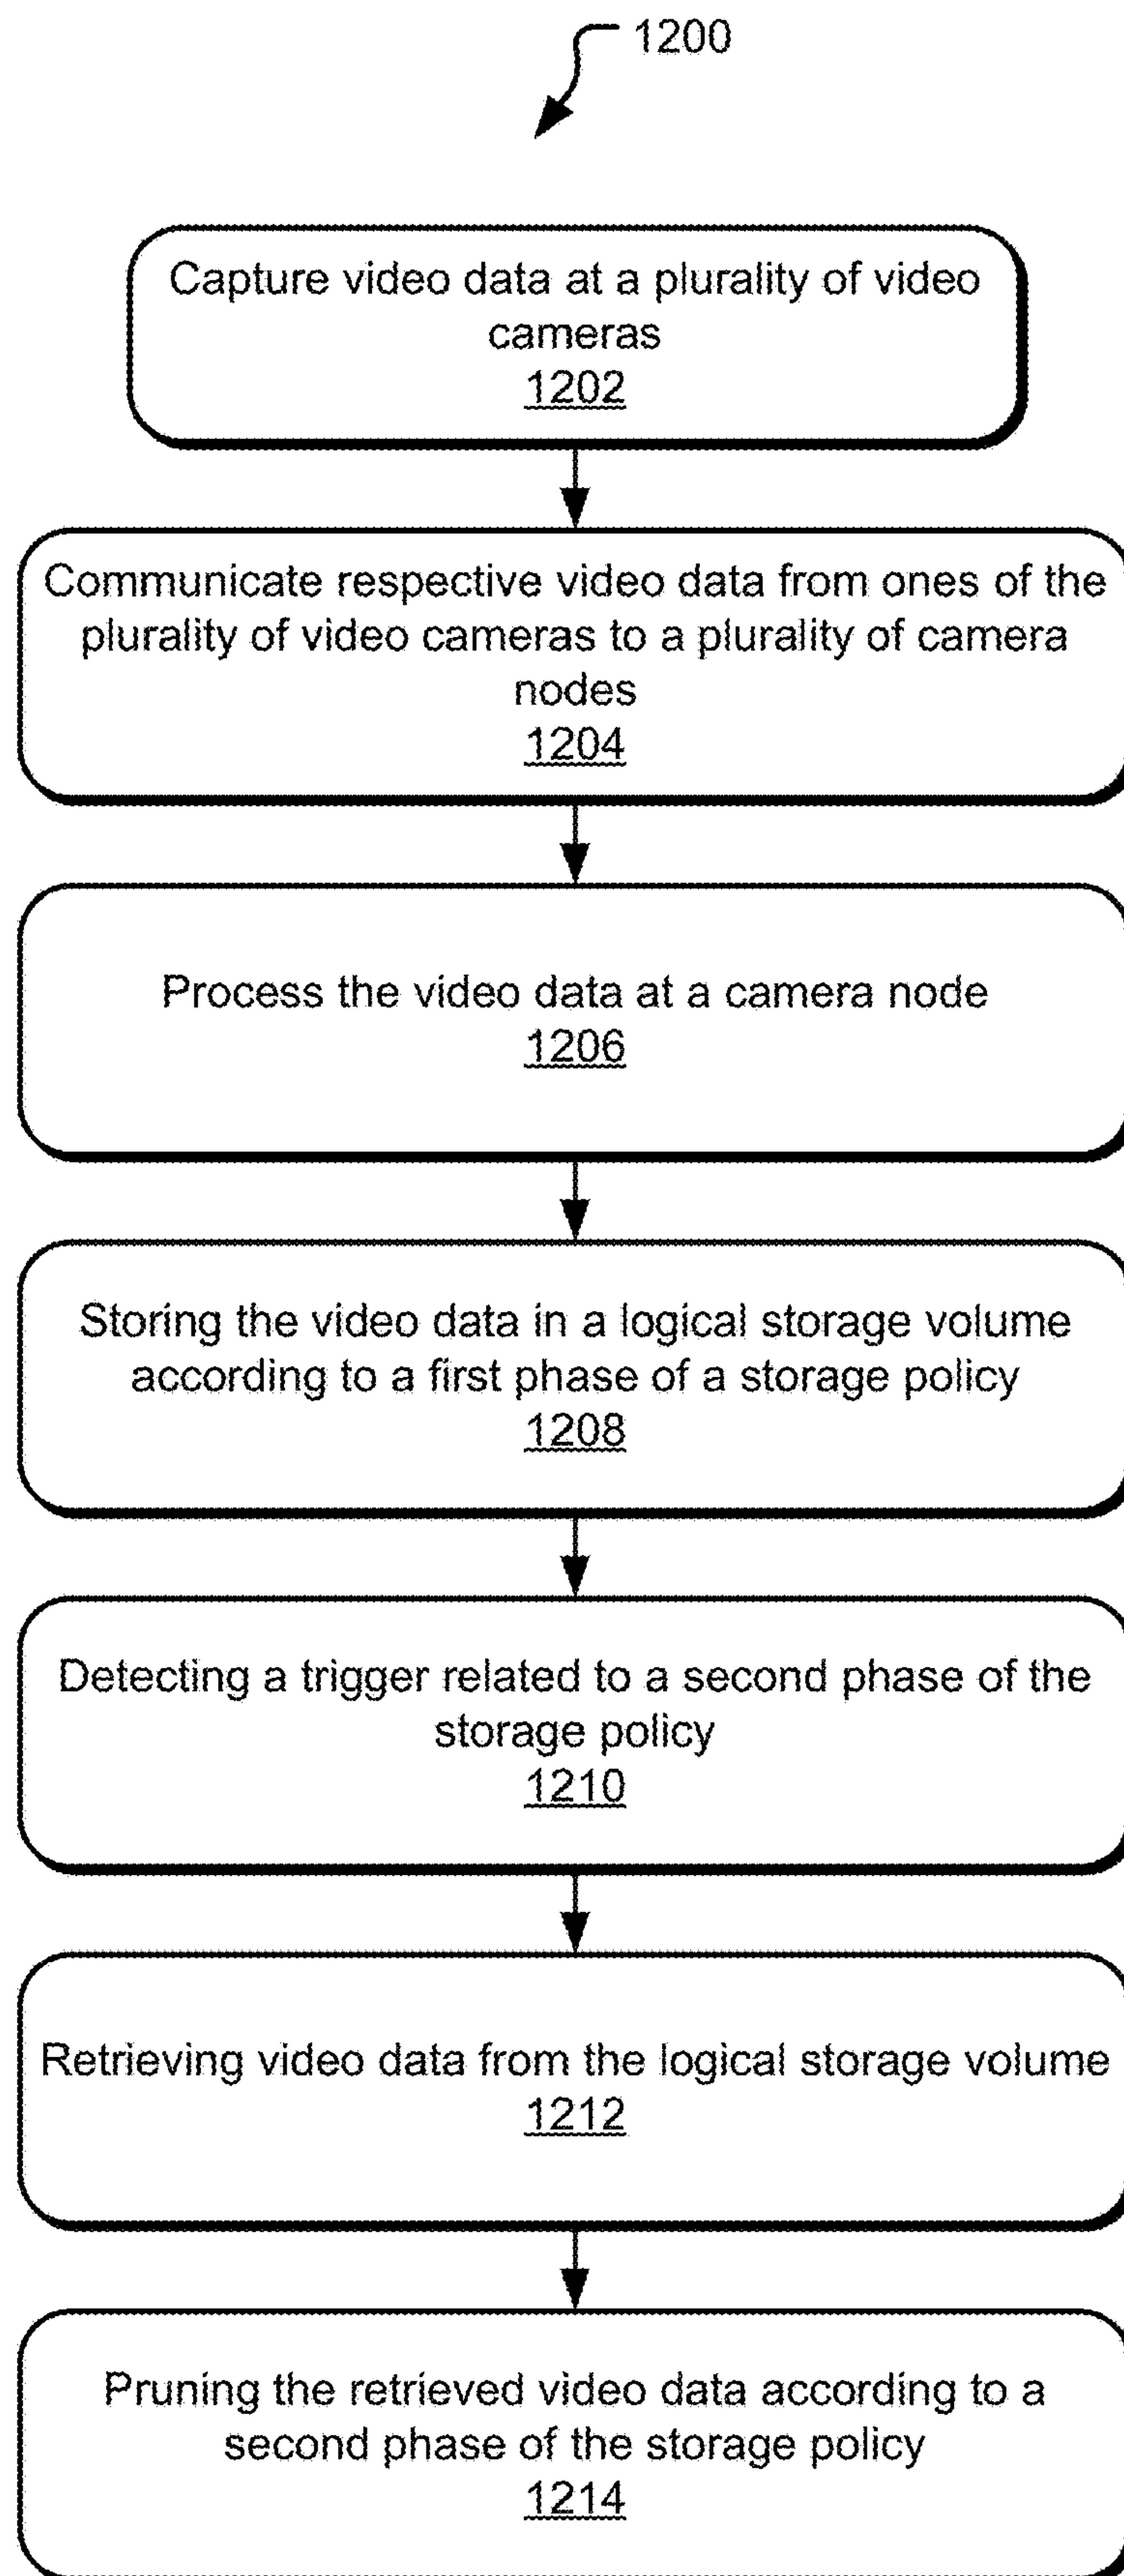 1200
Capture video data at a plurality of video
cameras
1202
Communicate respective video data from ones of the
plurality of video cameras to a plurality of camera
nodes
1204
Process the video data at a camera node
1206
Storing the video data in a logical storage volume
according to a first phase of a storage policy
1208
Detecting a trigger related to a second phase of the
storage policy
1210
Retrieving video data from the logical storage volume
1212
Pruning the retrieved video data according to a
second phase of the storage policy
1214